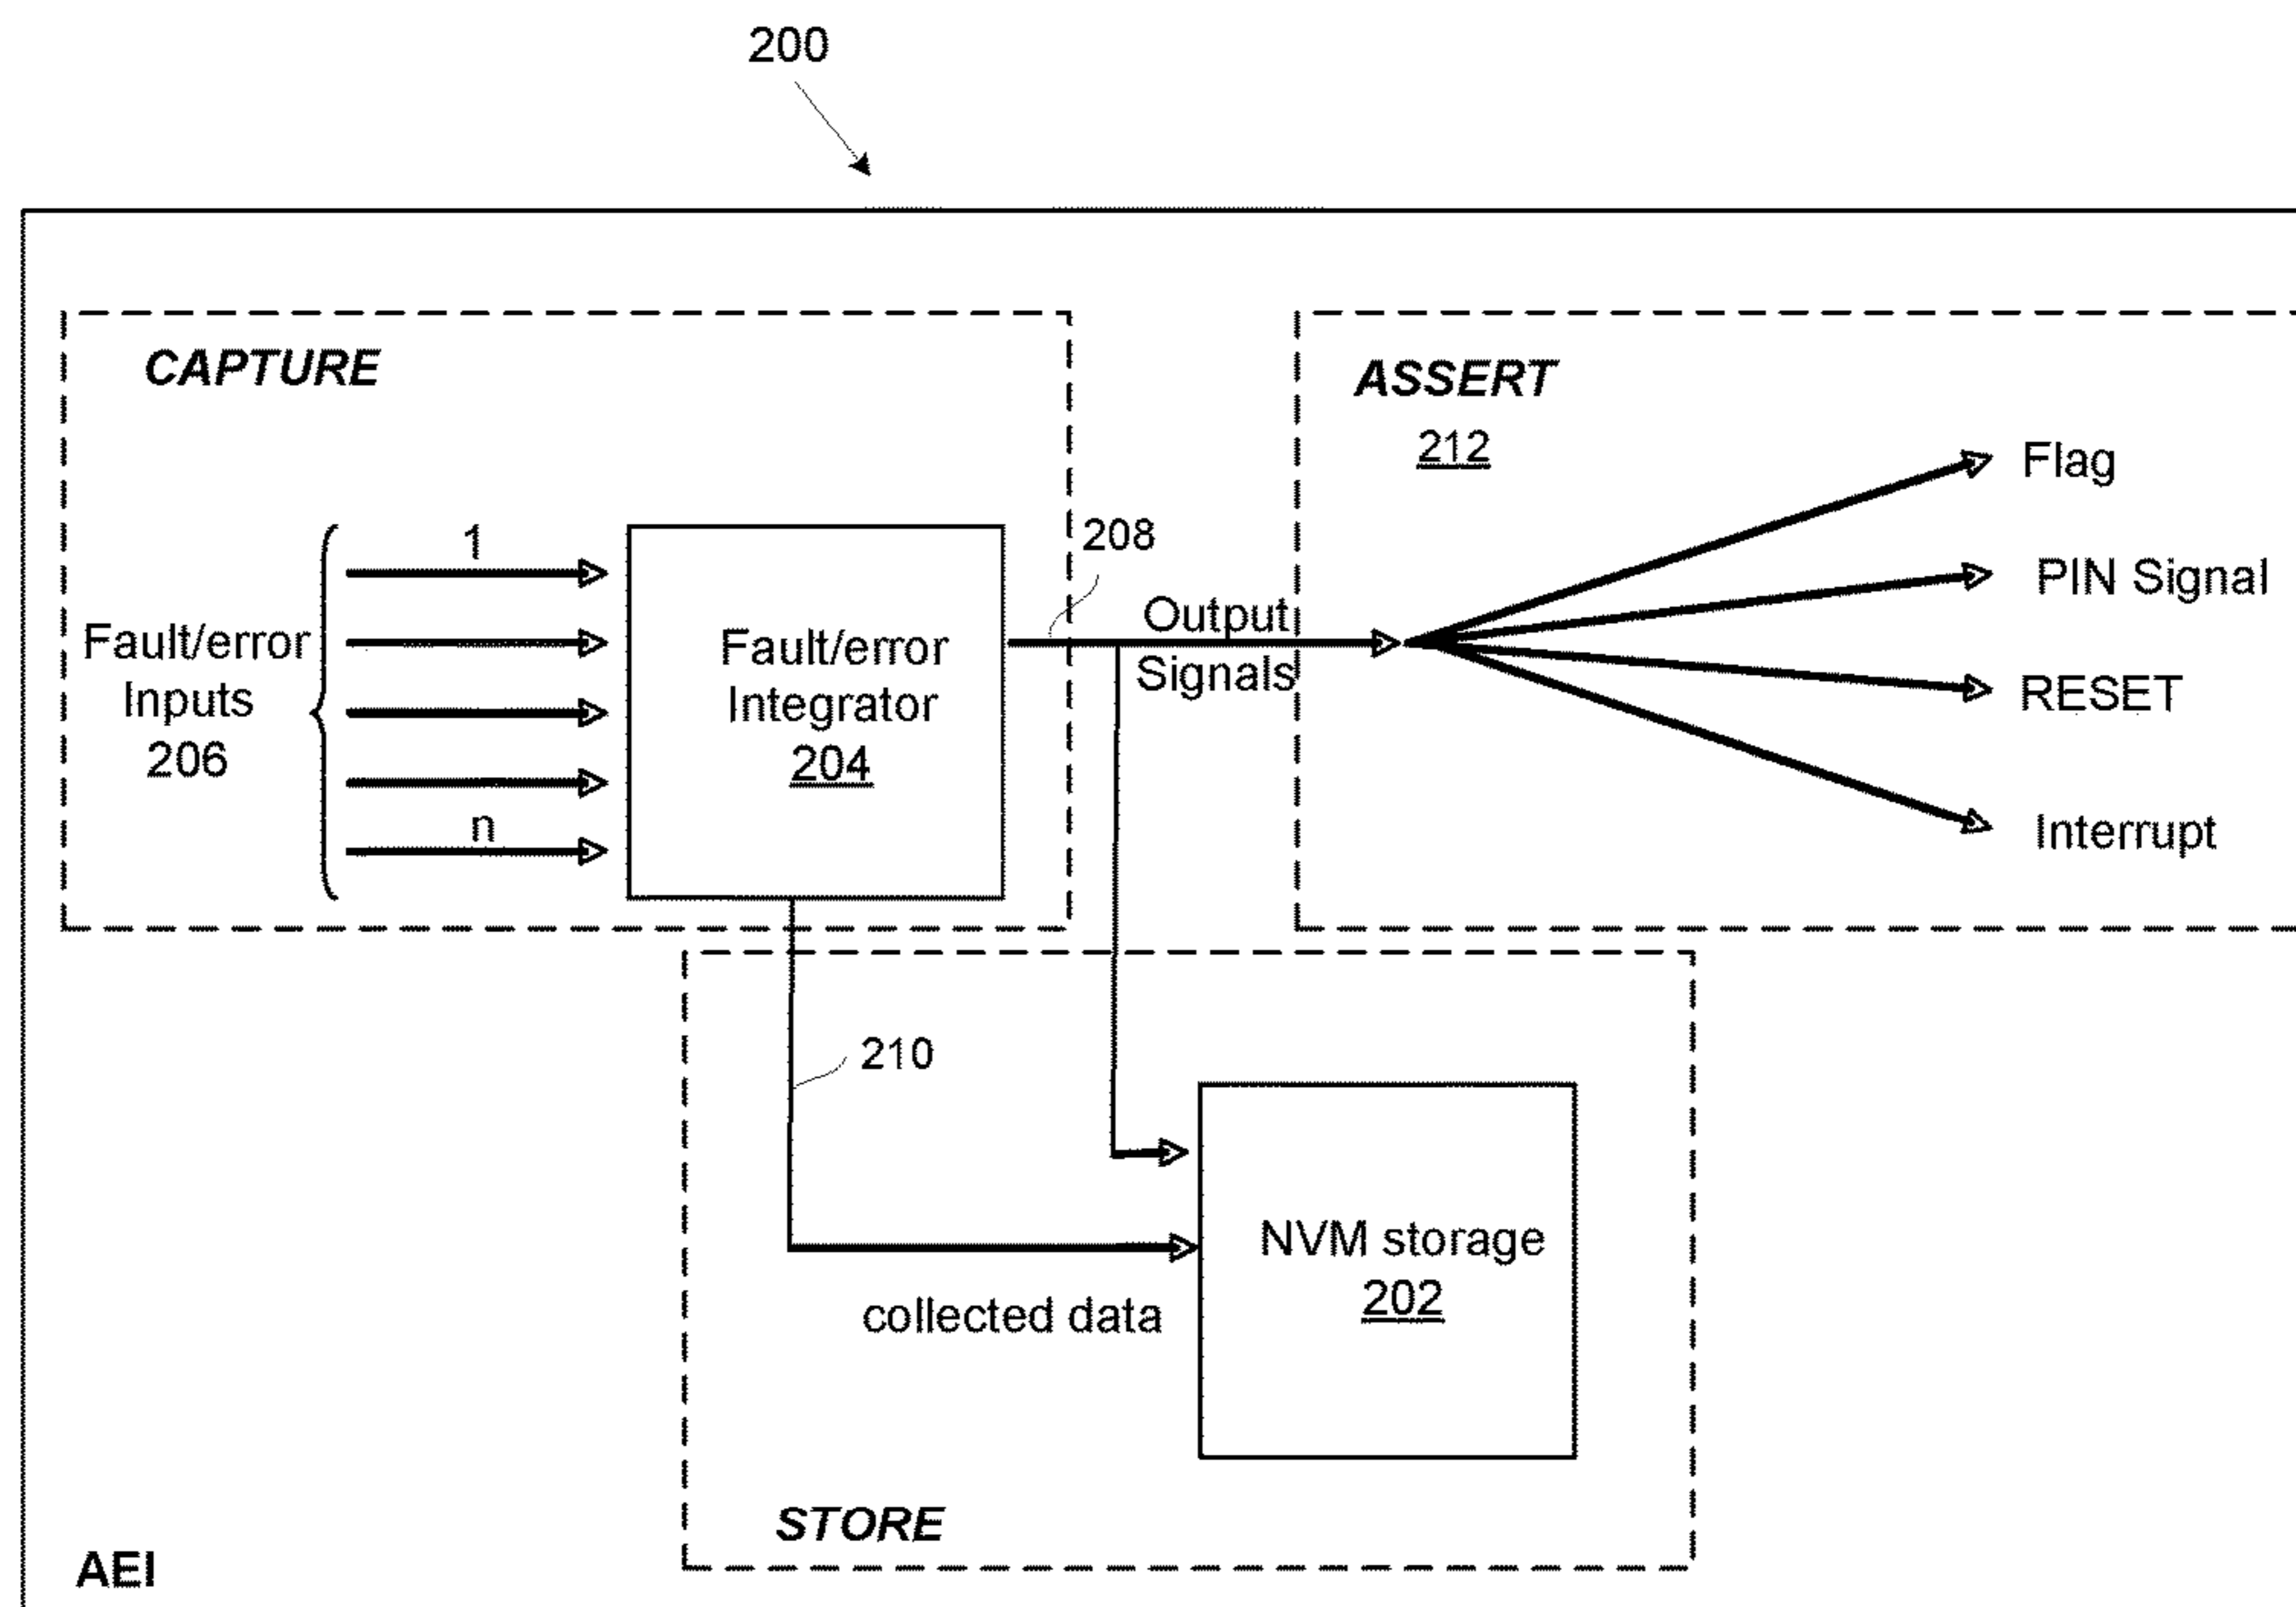 200
CAPTURE
ASSERT
212
Flag
PIN Signal
RESET
Interrupt
1
n
Fault/error
Inputs
206
Fault/error
Integrator
204
208
Output
Signals
210
NVM storage
202
collected data
STORE
AEI